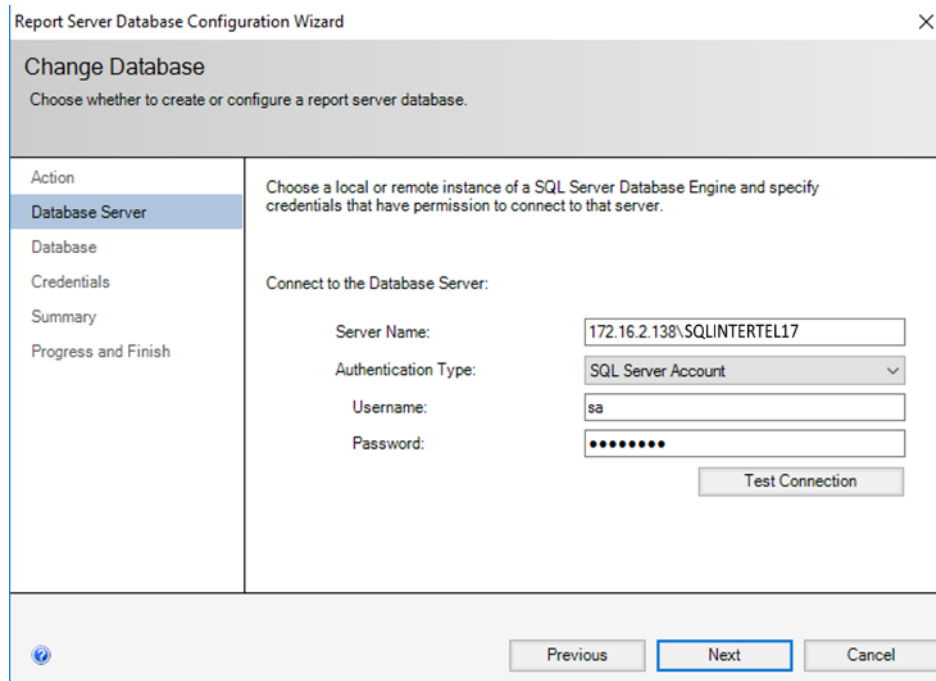 Report Server Database Configuration Wizard
Change Database
Choose whether to create or configure a report server database.
Action
Database Server
Database
Credentials
Summary
Progress and Finish
Choose a local or remote instance of a SQL Server Database Engine and specify
credentials that have permission to connect to that server.
Connect to the Database Server:
Server Name: 172.16.2.138\SQLINTERTEL17
Authentication Type: SQL Server Account
Username: sa
Password: ●●●●●●●●
Test Connection
Previous Next Cancel